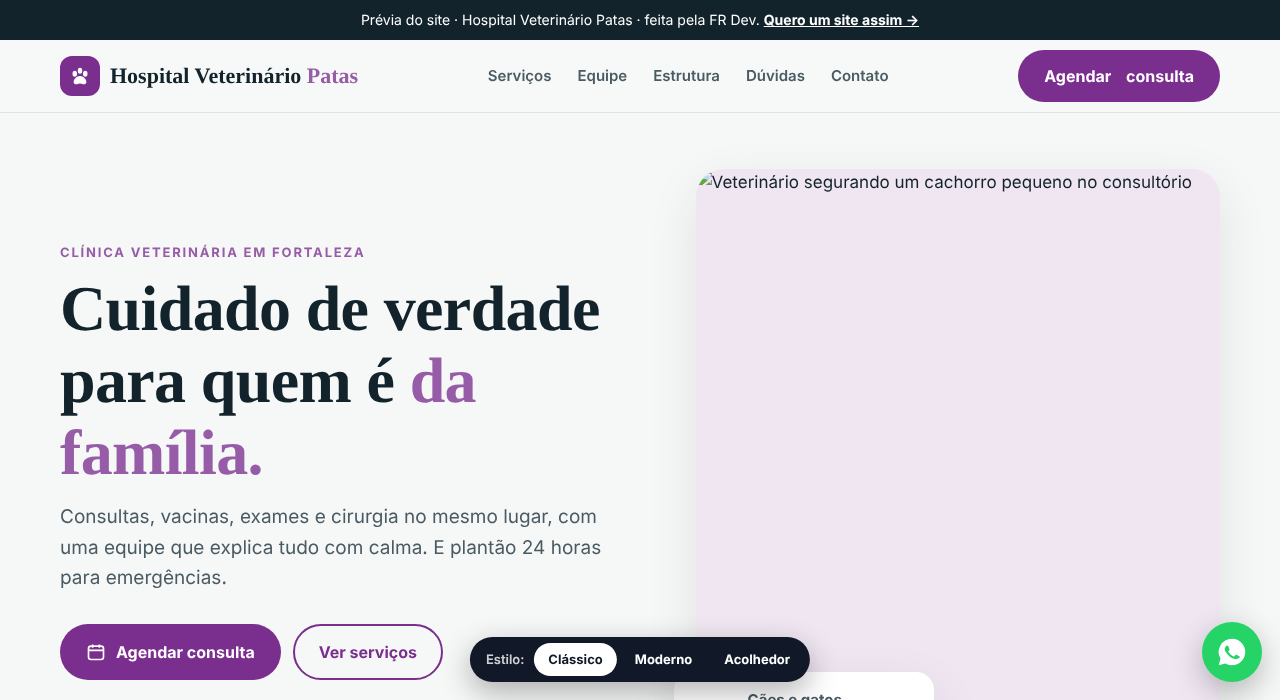 Prévia do site · Hospital Veterinário Patas · feita pela FR Dev. Quero um site assim →
Hospital Veterinário Patas
Serviços
Equipe
Estrutura
Dúvidas
Contato
Agendar consulta
CLÍNICA VETERINÁRIA EM FORTALEZA
Cuidado de verdade
para quem é da
família.
Consultas, vacinas, exames e cirurgia no mesmo lugar, com
uma equipe que explica tudo com calma. E plantão 24 horas
para emergências.
Agendar consulta
Ver serviços
Veterinário segurando um cachorro pequeno no consultório
Cães e gatos
Estilo:
Clássico
Moderno
Acolhedor